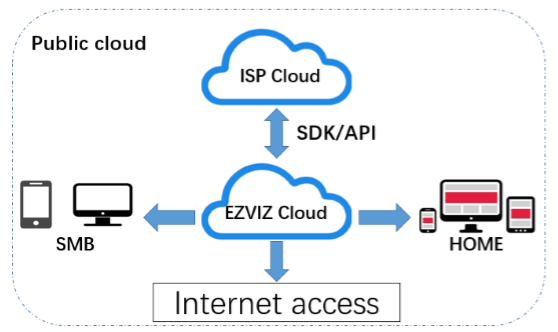 Public cloud
ISP Cloud
SDK/API
EZVIZ Cloud
SMB
HOME
Internet access